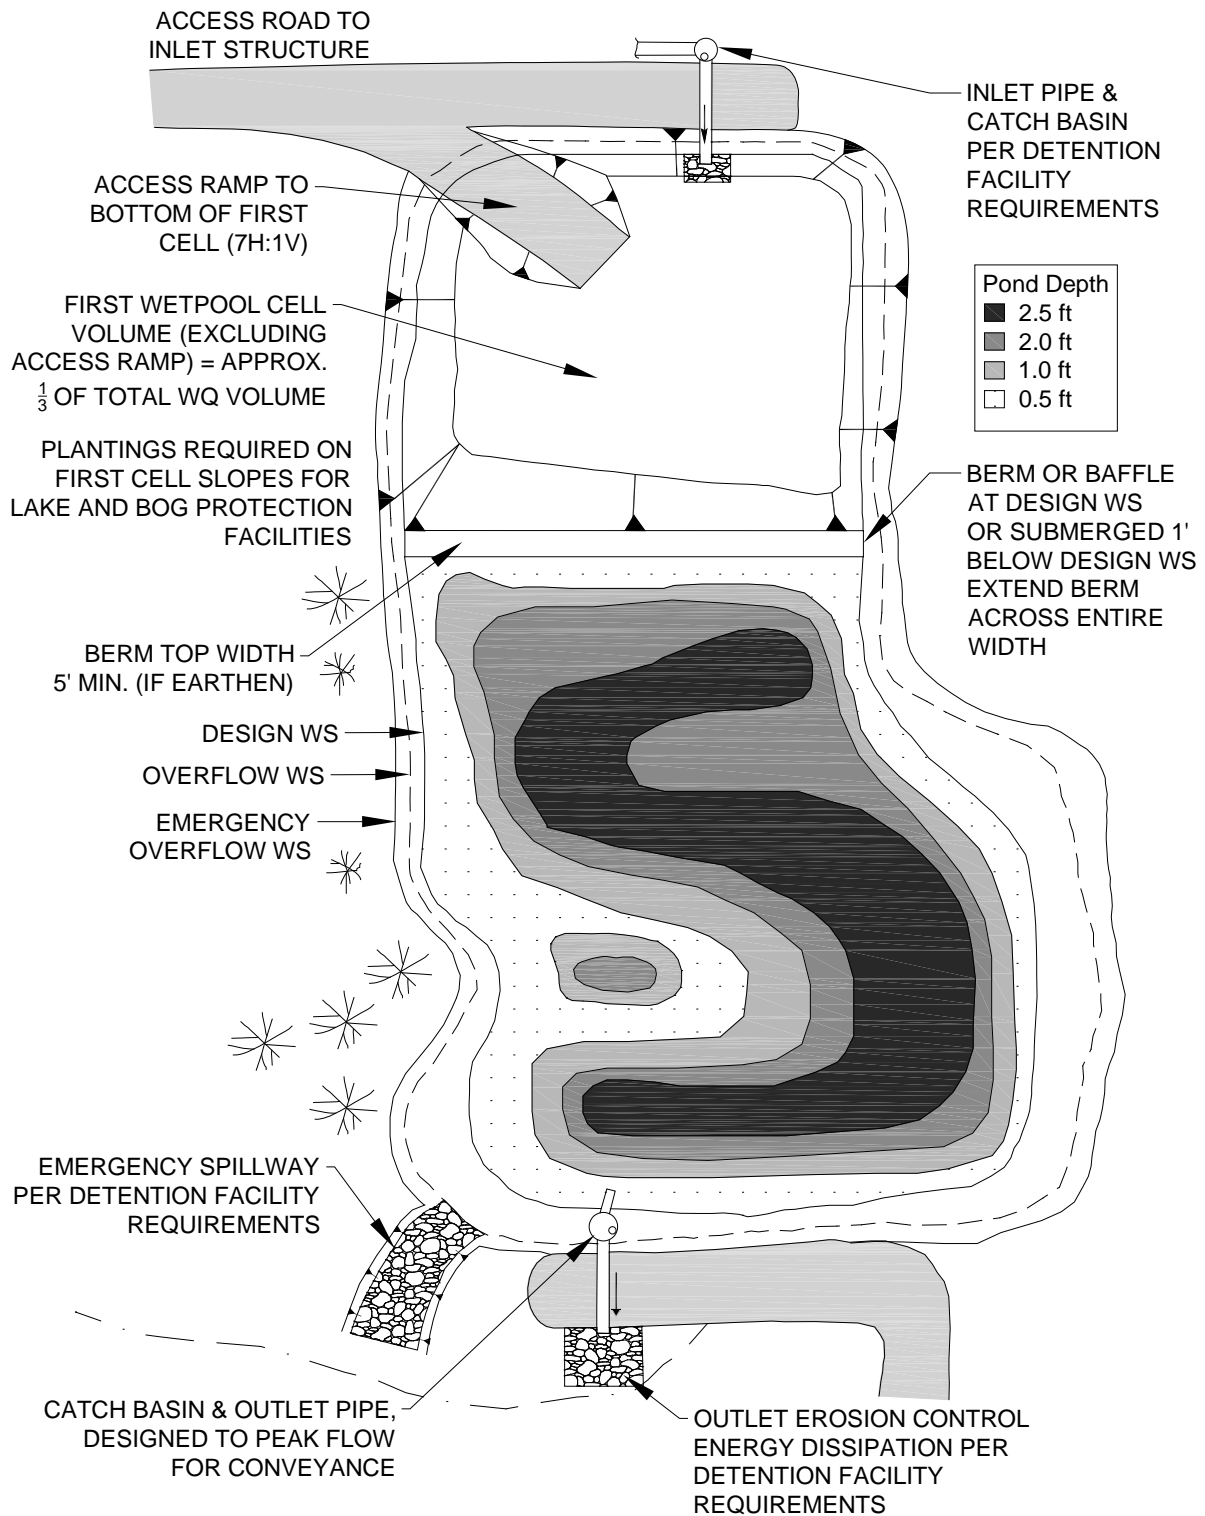 ACCESS ROAD TO
INLET STRUCTURE
INLET PIPE &
CATCH BASIN
PER DETENTION
FACILITY
REQUIREMENTS
ACCESS RAMP TO
BOTTOM OF FIRST
CELL (7H:1V)
Pond Depth
2.5 ft
2.0 ft
1.0 ft
0.5 ft
FIRST WETPOOL CELL
VOLUME (EXCLUDING
ACCESS RAMP) = APPROX.
1/3 OF TOTAL WQ VOLUME
PLANTINGS REQUIRED ON
FIRST CELL SLOPES FOR
LAKE AND BOG PROTECTION
FACILITIES
BERM OR BAFFLE
AT DESIGN WS
OR SUBMERGED 1'
BELOW DESIGN WS
EXTEND BERM
ACROSS ENTIRE
WIDTH
BERM TOP WIDTH
5' MIN. (IF EARTHEN)
DESIGN WS
OVERFLOW WS
EMERGENCY
OVERFLOW WS
EMERGENCY SPILLWAY
PER DETENTION FACILITY
REQUIREMENTS
CATCH BASIN & OUTLET PIPE,
DESIGNED TO PEAK FLOW
FOR CONVEYANCE
OUTLET EROSION CONTROL
ENERGY DISSIPATION PER
DETENTION FACILITY
REQUIREMENTS